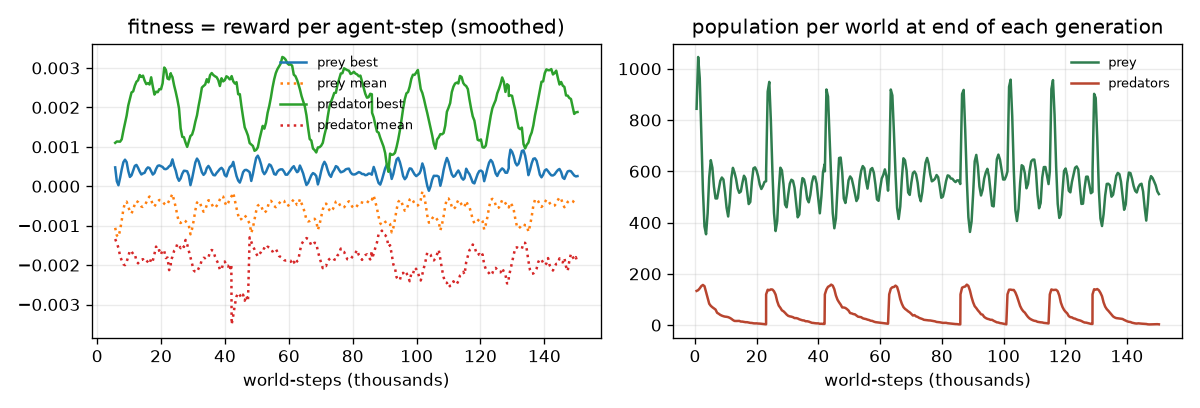 fitness = reward per agent-step (smoothed)
0.003
0.002
0.001
0.000
−0.001
−0.002
−0.003
prey best
prey mean
predator best
predator mean
0 20 40 60 80 100 120 140
world-steps (thousands)
population per world at end of each generation
1000
800
600
400
200
0
prey
predators
0 20 40 60 80 100 120 140
world-steps (thousands)